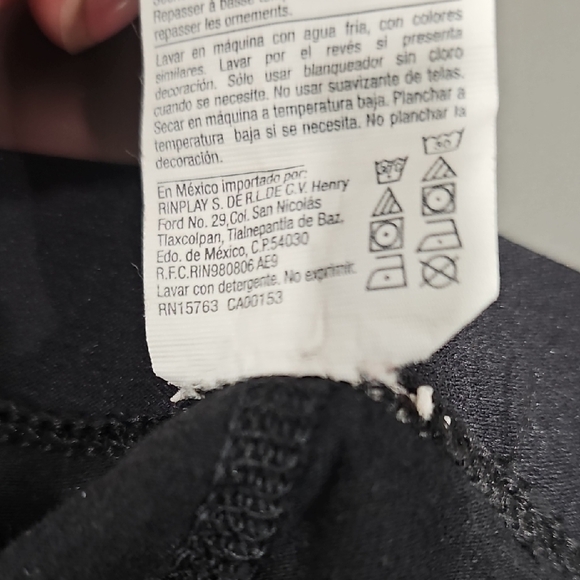 Repasser à basse
repasser les ornements.
Lavar en máquina con agua fría, con colores
similares. Lavar por el revés si presenta
decoración. Sólo usar blanqueador sin cloro
cuando se necesite. No usar suavizante de telas.
Secar en máquina a temperatura baja. Planchar a
temperatura baja si se necesita. No planchar la
decoración.
En México importado por:
RINPLAY S. DE R.L.DE C.V. Henry
Ford No. 29,Col. San Nicolás
Tlaxcolpan, Tlalnepantla de Baz,
Edo. de México, C.P.54030
R.F.C.RIN980806 AE9
Lavar con detergente. No exprimir.
RN15763 CA00153